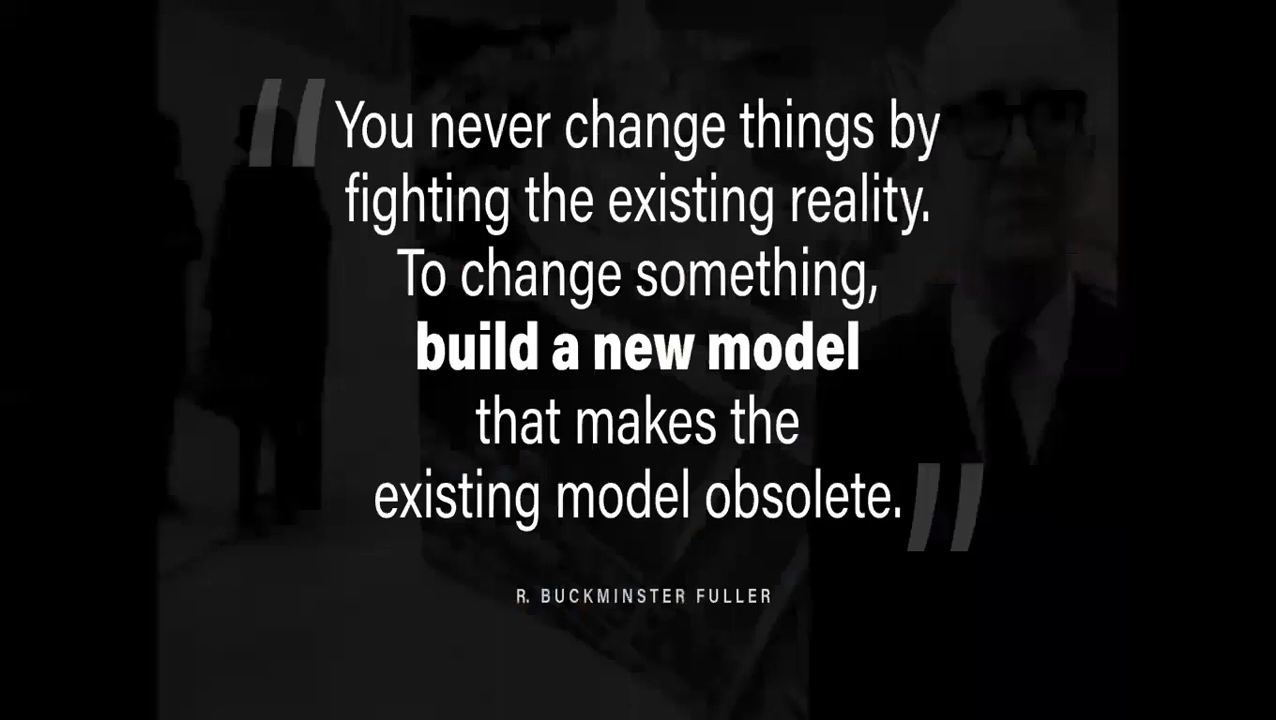 "You never change things by
fighting the existing reality.
To change something,
build a new model
that makes the
existing model obsolete."
R. BUCKMINSTER FULLER